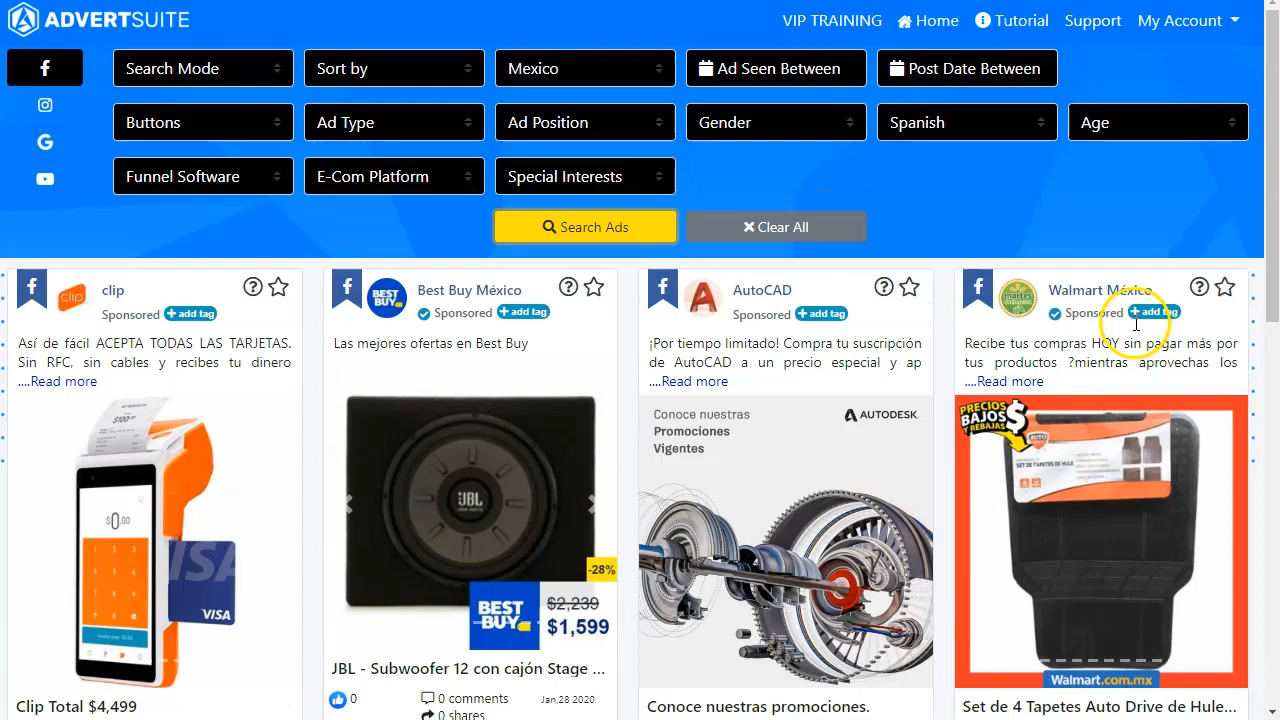 ADVERTSUITE
VIP TRAINING Home Tutorial Support My Account
Search Mode Sort by Mexico Ad Seen Between Post Date Between
Buttons Ad Type Ad Position Gender Spanish Age
Funnel Software E-Com Platform Special Interests
Search Ads Clear All
clip
Sponsored + add tag
Así de fácil ACEPTA TODAS LAS TARJETAS.
Sin RFC, sin cables y recibes tu dinero
....Read more
$0.00
VISA
VISA
Clip Total $4,499
BEST BUY
Best Buy México
Sponsored + add tag
Las mejores ofertas en Best Buy
JBL
-28%
BEST
BUY
$2,239
$1,599
JBL - Subwoofer 12 con cajón Stage ...
0 0 comments Jan,28 2020
0 shares
AutoCAD
Sponsored + add tag
¡Por tiempo limitado! Compra tu suscripción
de AutoCAD a un precio especial y ap
....Read more
Conoce nuestras
Promociones
Vigentes
AUTODESK.
Conoce nuestras promociones.
martes
Walmart México
Sponsored + add tag
Recibe tus compras HOY sin pagar más por
tus productos ?mientras aprovechas los
....Read more
PRECIOS
BAJOS
Y REBAJAS
AUTO
SET DE TAPETES DE HULE
Walmart.com.mx
Set de 4 Tapetes Auto Drive de Hule...